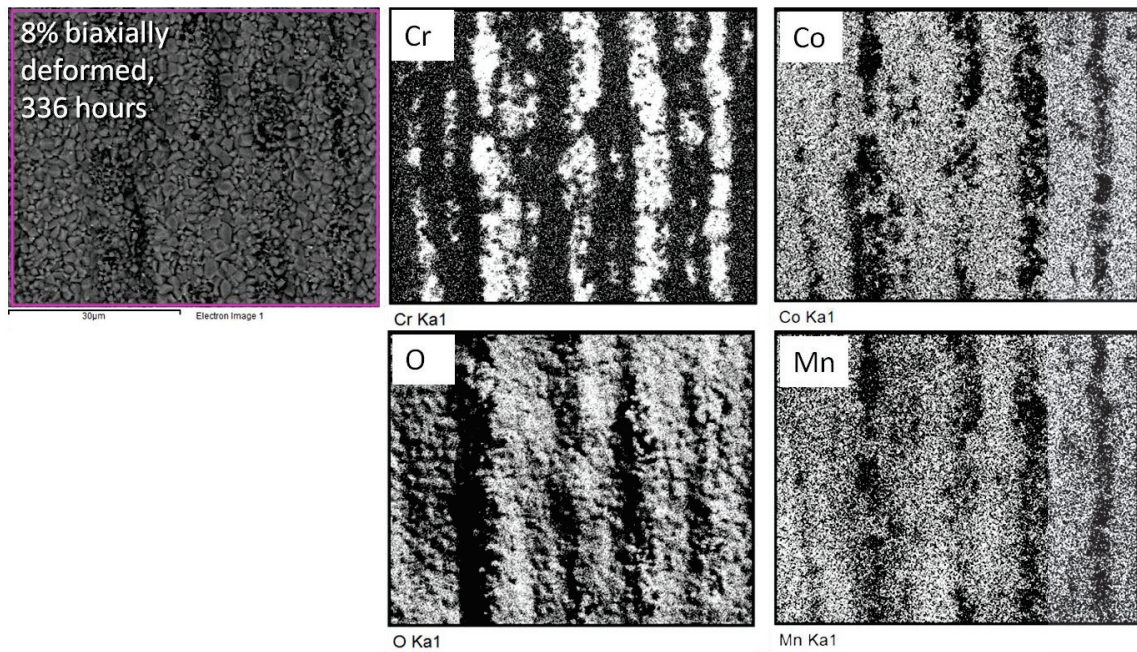 8% biaxially
deformed,
336 hours
30μm
Electron Image 1
Cr
Cr Ka1
Co
Co Ka1
O
O Ka1
Mn
Mn Ka1